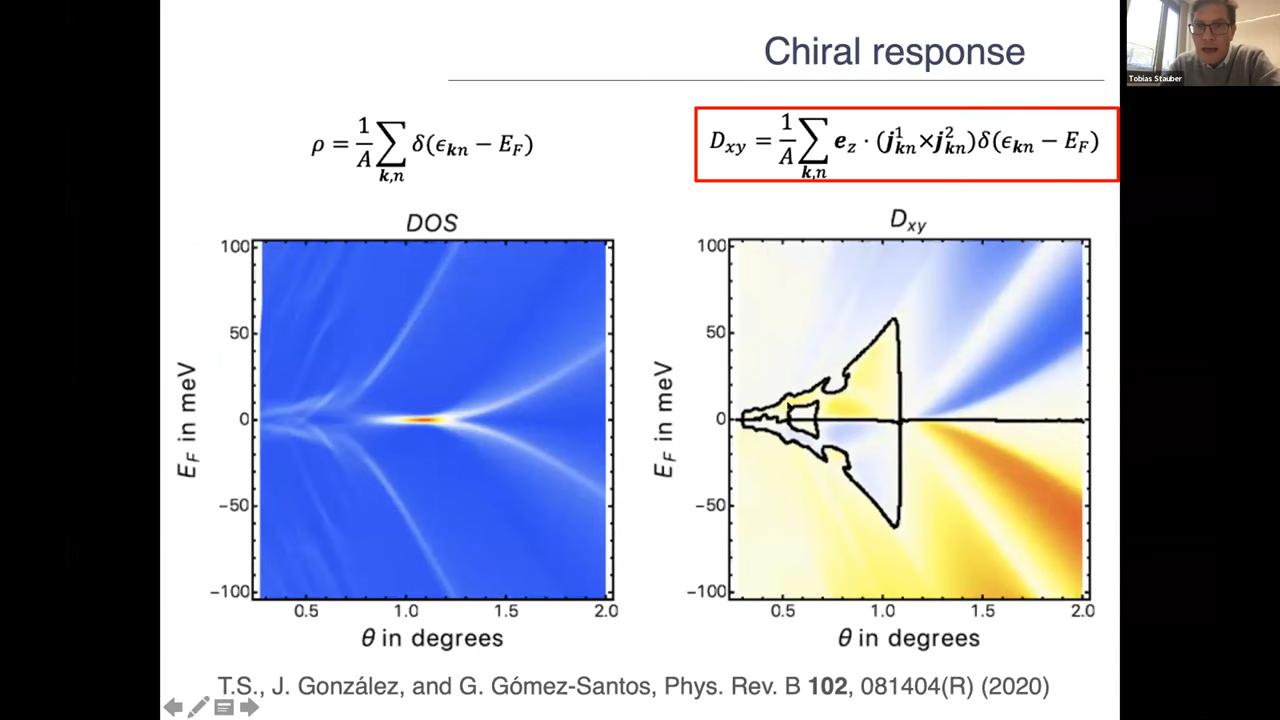 Chiral response
Tobias Stauber
ρ = 1/A ∑_{k,n} δ(ϵ_{kn} − E_F)
D_{xy} = 1/A ∑_{k,n} e_z · (j^1_{kn} × j^2_{kn})δ(ϵ_{kn} − E_F)
DOS
D_{xy}
100
50
0
−50
−100
E_F in meV
0.5 1.0 1.5 2.0
θ in degrees
100
50
0
−50
−100
E_F in meV
0.5 1.0 1.5 2.0
θ in degrees
T.S., J. González, and G. Gómez-Santos, Phys. Rev. B 102, 081404(R) (2020)